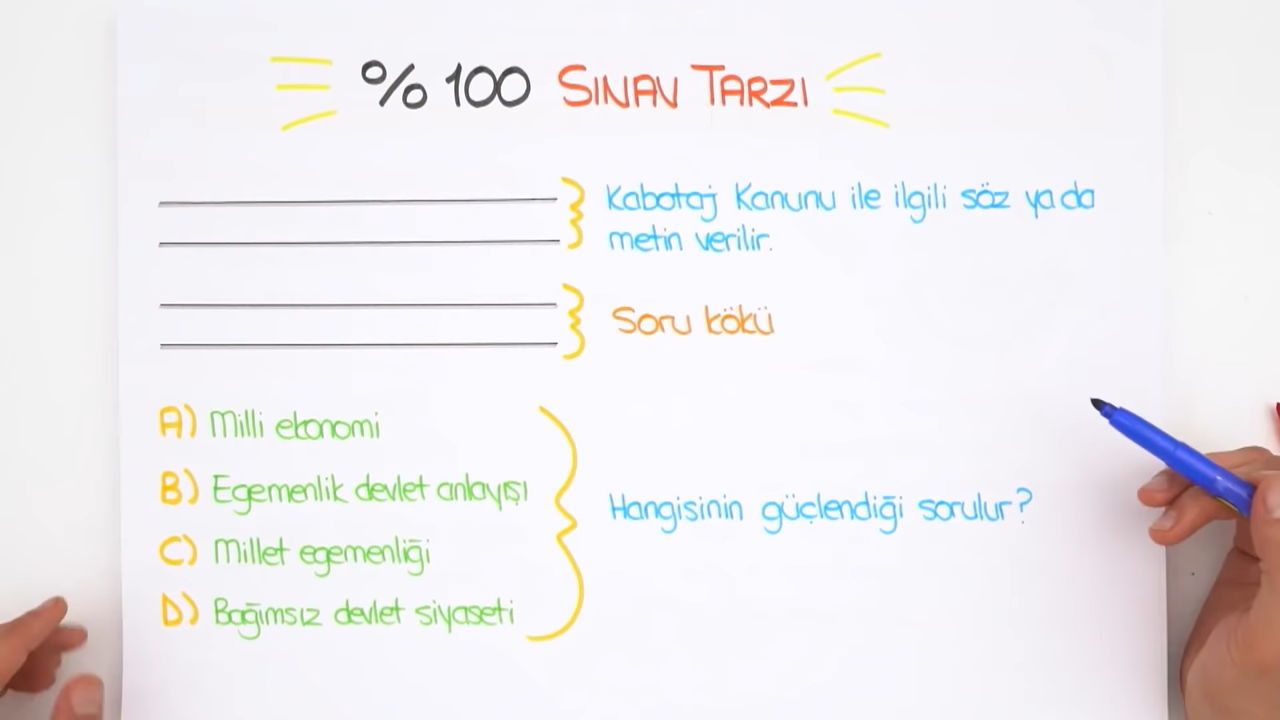 % 100 SINAV TARZI
Kabotaj Kanunu ile ilgili söz ya da
metin verilir.
Soru kökü
A) Milli ekonomi
B) Egemenlik devlet anlayışı
C) Millet egemenliği
D) Bağımsız devlet siyaseti
Hangisinin güçlendiği sorulur?